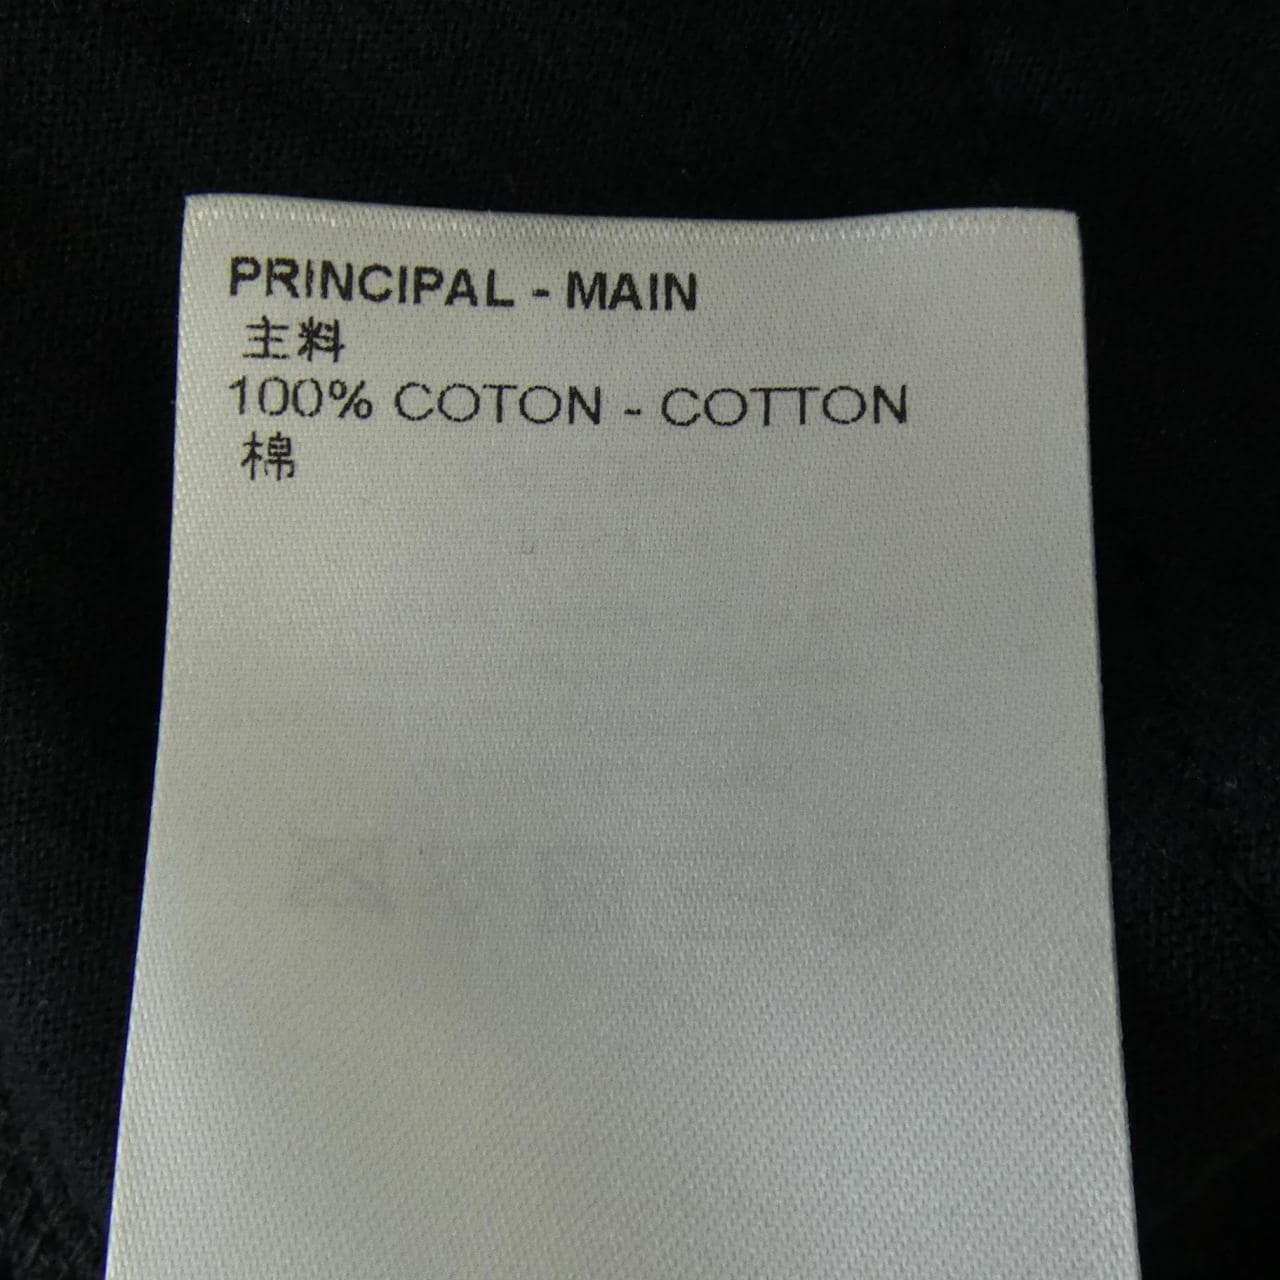 PRINCIPAL - MAIN
主料
100% COTON - COTTON
棉